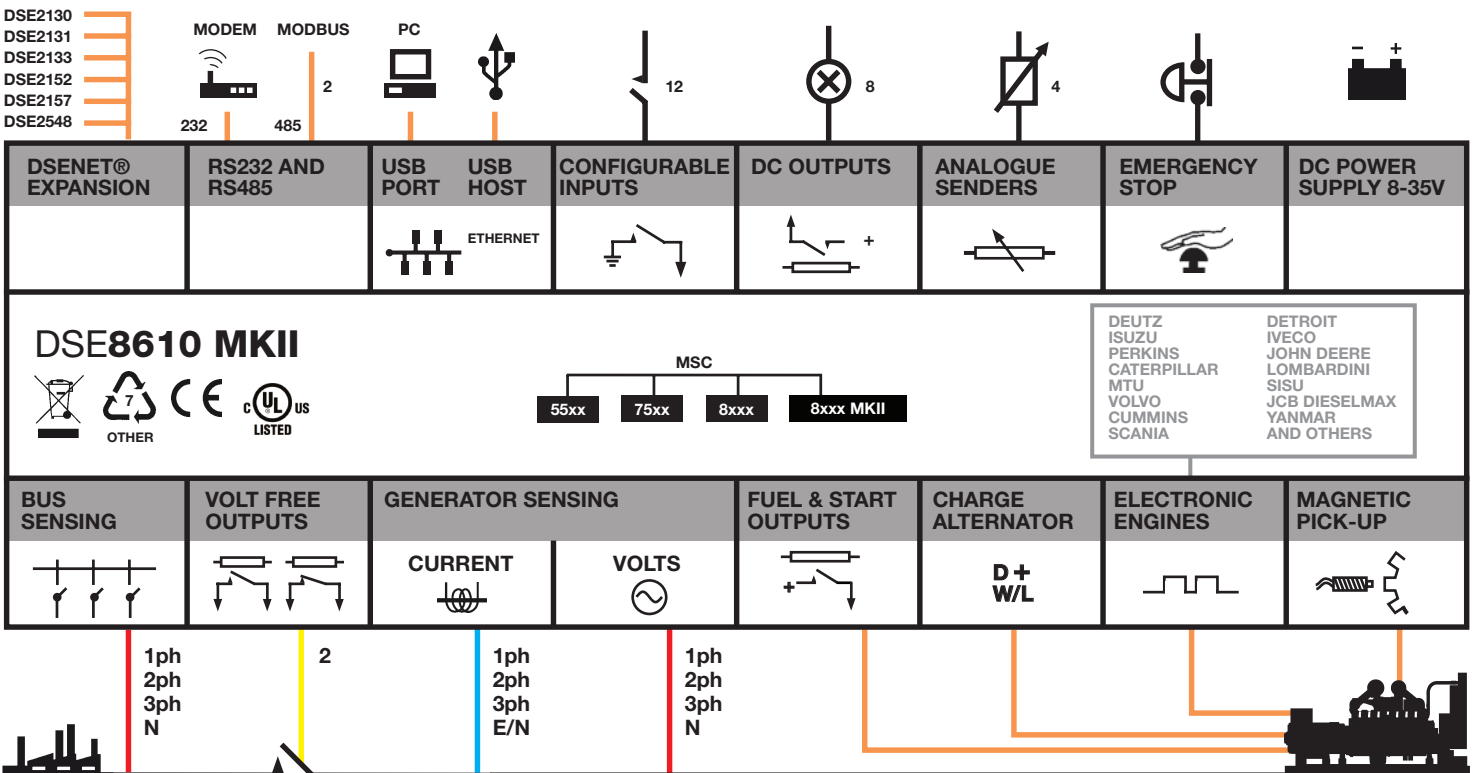 DSE2130
DSE2131
DSE2133
DSE2152
DSE2157
DSE2548
MODEM
MODBUS
PC
232
485
2
12
8
4
- +
DSENET®
EXPANSION
RS232 AND
RS485
USB
PORT
USB
HOST
ETHERNET
CONFIGURABLE
INPUTS
DC OUTPUTS
+
ANALOGUE
SENDERS
EMERGENCY
STOP
DC POWER
SUPPLY 8-35V
DSE8610 MKII
7
OTHER
CE
C UL® US
LISTED
MSC
55xx
75xx
8xxx
8xxx MKII
DEUTZ
ISUZU
PERKINS
CATERPILLAR
MTU
VOLVO
CUMMINS
SCANIA
DETROIT
IVECO
JOHN DEERE
LOMBARDINI
SISU
JCB DIESELMAX
YANMAR
AND OTHERS
BUS
SENSING
VOLT FREE
OUTPUTS
GENERATOR SENSING
CURRENT
VOLTS
FUEL & START
OUTPUTS
+
CHARGE
ALTERNATOR
D+
W/L
ELECTRONIC
ENGINES
MAGNETIC
PICK-UP
1ph
2ph
3ph
N
2
1ph
2ph
3ph
E/N
1ph
2ph
3ph
N